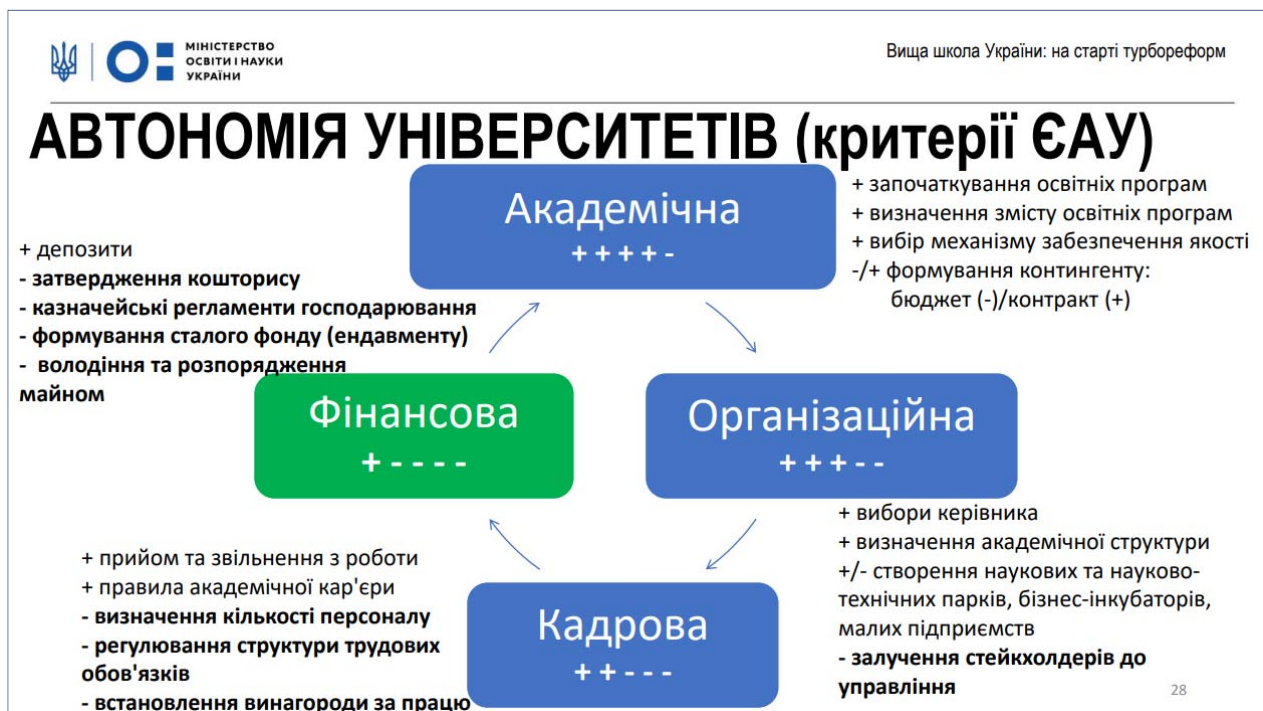 МІНІСТЕРСТВО
ОСВІТИ І НАУКИ
УКРАЇНИ
Вища школа України: на старті турбореформ
АВТОНОМІЯ УНІВЕРСИТЕТІВ (критерії ЄАУ)
Академічна
+ + + + -
+ започаткування освітніх програм
+ визначення змісту освітніх програм
+ вибір механізму забезпечення якості
-/+ формування контингенту:
бюджет (-)/контракт (+)
+ депозити
- затвердження кошторису
- казначейські регламенти господарювання
- формування сталого фонду (ендавменту)
- володіння та розпорядження
майном
Фінансова
+ - - - -
Організаційна
+ + + - -
+ вибори керівника
+ визначення академічної структури
+/- створення наукових та науково-
технічних парків, бізнес-інкубаторів,
малих підприємств
- залучення стейкхолдерів до
управління
+ прийом та звільнення з роботи
+ правила академічної кар'єри
- визначення кількості персоналу
- регулювання структури трудових
обов'язків
- встановлення винагороди за працю
Кадрова
+ + - - -
28